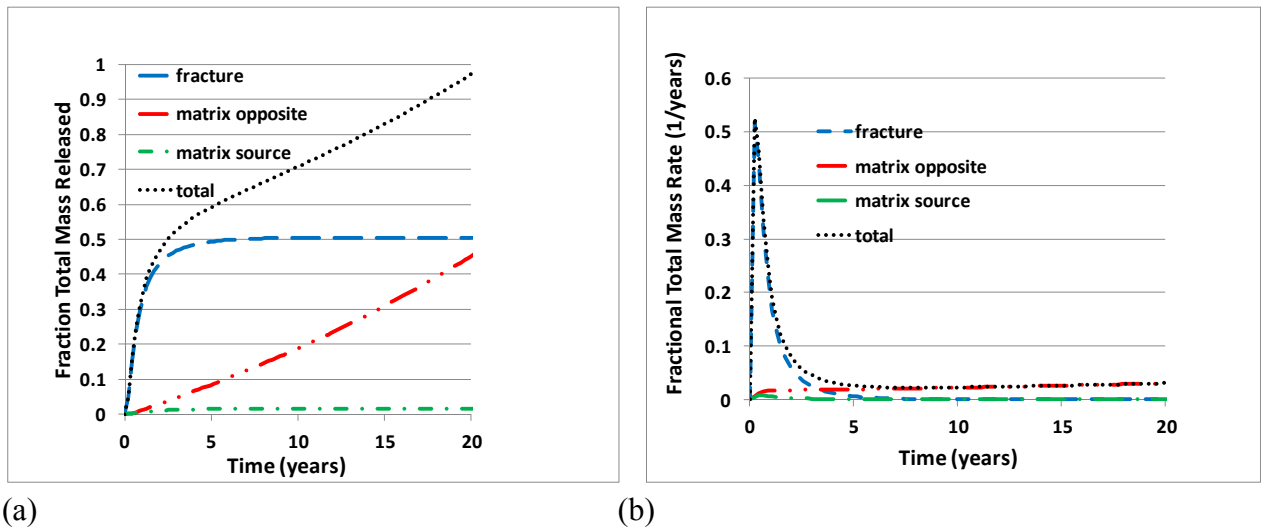 Fraction Total Mass Released
1
0.9
0.8
0.7
0.6
0.5
0.4
0.3
0.2
0.1
0
fracture
matrix opposite
matrix source
total
0 5 10 15 20
Time (years)
(a)
Fractional Total Mass Rate (1/years)
0.6
0.5
0.4
0.3
0.2
0.1
0
fracture
matrix opposite
matrix source
total
0 5 10 15 20
Time (years)
(b)